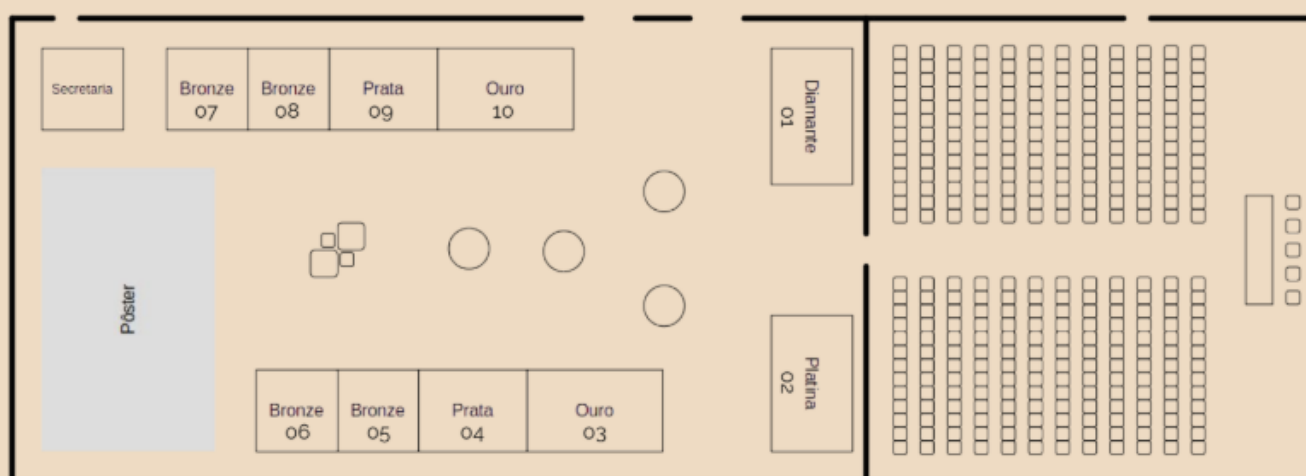 Secretaria
Bronze
07
Bronze
08
Prata
09
Ouro
10
Diamante
01
Pôster
Platina
02
Bronze
06
Bronze
05
Prata
04
Ouro
03